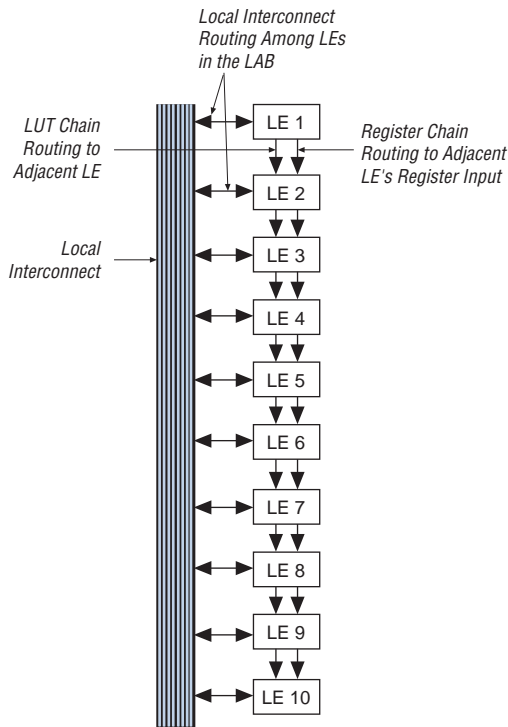 Local Interconnect
Routing Among LEs
in the LAB
LUT Chain
Routing to
Adjacent LE
Register Chain
Routing to Adjacent
LE's Register Input
Local
Interconnect
LE 1
LE 2
LE 3
LE 4
LE 5
LE 6
LE 7
LE 8
LE 9
LE 10